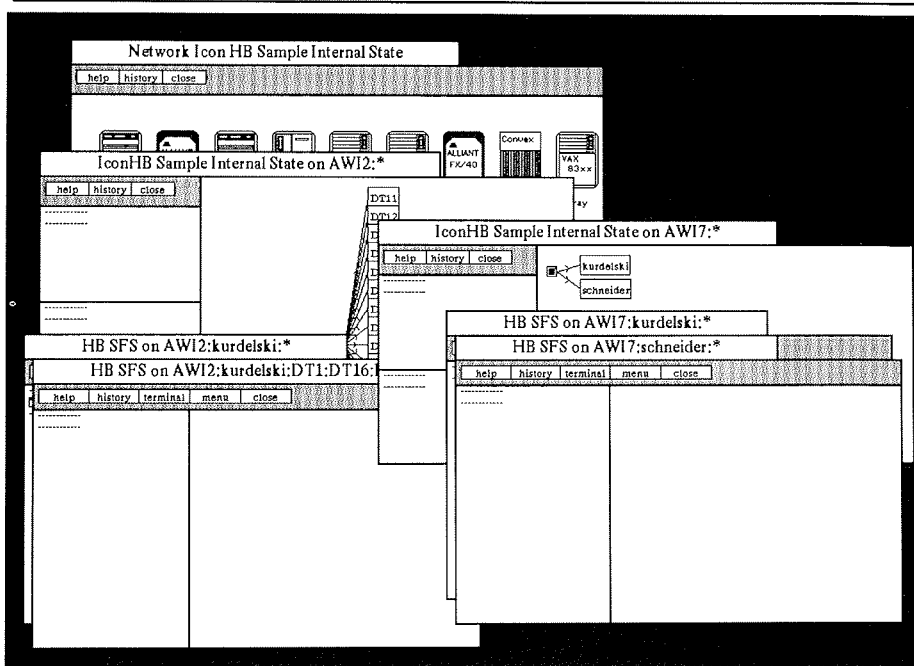 Network Icon HB Sample Internal State
help history close
ALLIANT
FX/40
Convex
VAX
83xx
IconHB Sample Internal State on AWI2:*
help history close
DT11
DT12
IconHB Sample Internal State on AWI7:*
help history close
kurdelski
schneider
HB SFS on AWI7:kurdelski:*
HB SFS on AWI7:schneider:*
help history terminal menu close
HB SFS on AWI2:kurdelski:*
HB SFS on AWI2:kurdelski:DT1:DT16:
help history terminal menu close